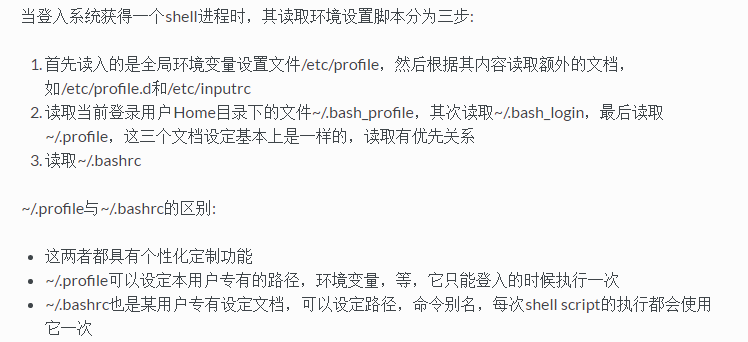 当登入系统获得一个shell进程时，其读取环境设置脚本分为三步:
1. 首先读入的是全局环境变量设置文件/etc/profile，然后根据其内容读取额外的文档，
如/etc/profile.d和/etc/inputrc
2. 读取当前登录用户Home目录下的文件~/.bash_profile，其次读取~/.bash_login，最后读取
~/.profile，这三个文档设定基本上是一样的，读取有优先关系
3. 读取~/.bashrc
~/.profile与~/.bashrc的区别:
• 这两者都具有个性化定制功能
• ~/.profile可以设定本用户专有的路径，环境变量，等，它只能登入的时候执行一次
• ~/.bashrc也是某用户专有设定文档，可以设定路径，命令别名，每次shell script的执行都会使用
它一次